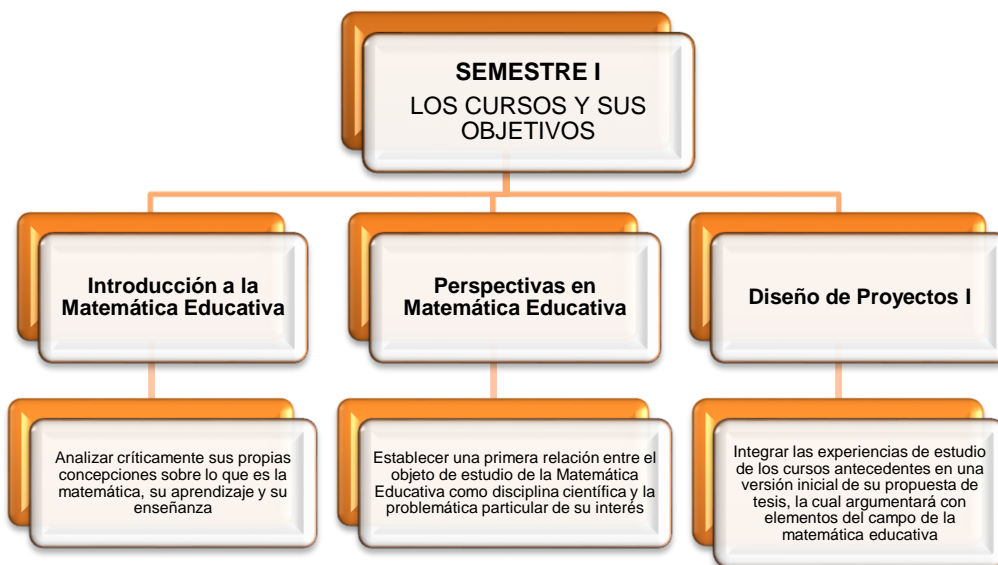 SEMESTRE I
LOS CURSOS Y SUS
OBJETIVOS
Introducción a la
Matemática Educativa
Perspectivas en
Matemática Educativa
Diseño de Proyectos I
Analizar críticamente sus propias
concepciones sobre lo que es la
matemática, su aprendizaje y su
enseñanza
Establecer una primera relación entre el
objeto de estudio de la Matemática
Educativa como disciplina científica y la
problemática particular de su interés
Integrar las experiencias de estudio
de los cursos antecedentes en una
versión inicial de su propuesta de
tesis, la cual argumentará con
elementos del campo de la
matemática educativa